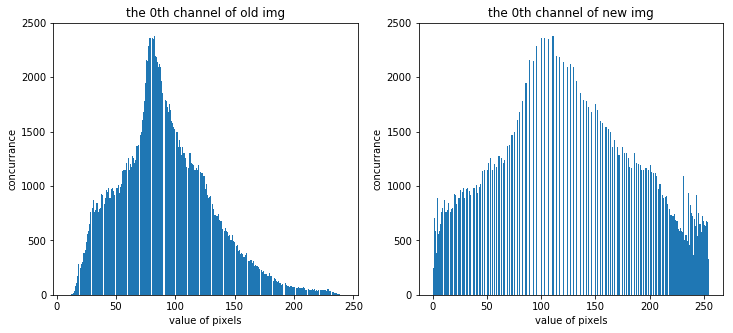 the 0th channel of old img
2500
2000
1500
1000
500
0
concurrance
0 50 100 150 200 250
value of pixels
the 0th channel of new img
2500
2000
1500
1000
500
0
concurrance
0 50 100 150 200 250
value of pixels